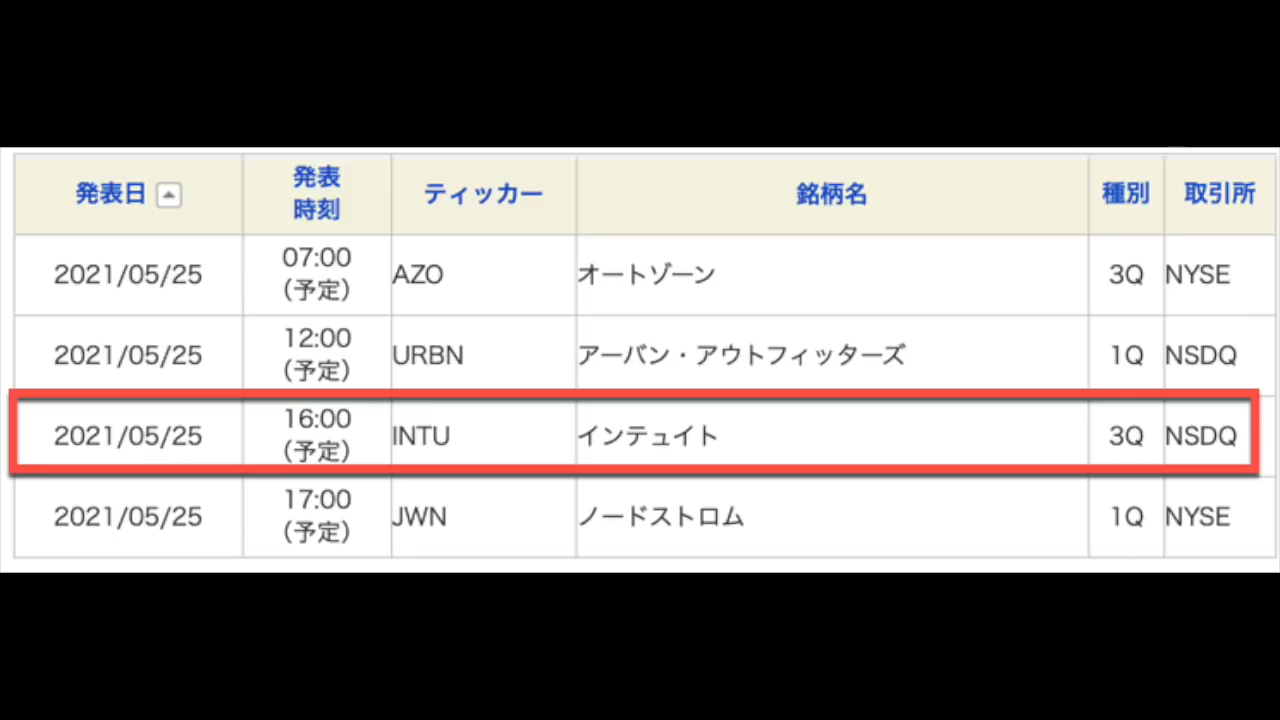 発表日 発表時刻 ティッカー 銘柄名 種別 取引所
2021/05/25 07:00（予定） AZO オートゾーン 3Q NYSE
2021/05/25 12:00（予定） URBN アーバン・アウトフィッターズ 1Q NSDQ
2021/05/25 16:00（予定） INTU インテュイト 3Q NSDQ
2021/05/25 17:00（予定） JWN ノードストロム 1Q NYSE